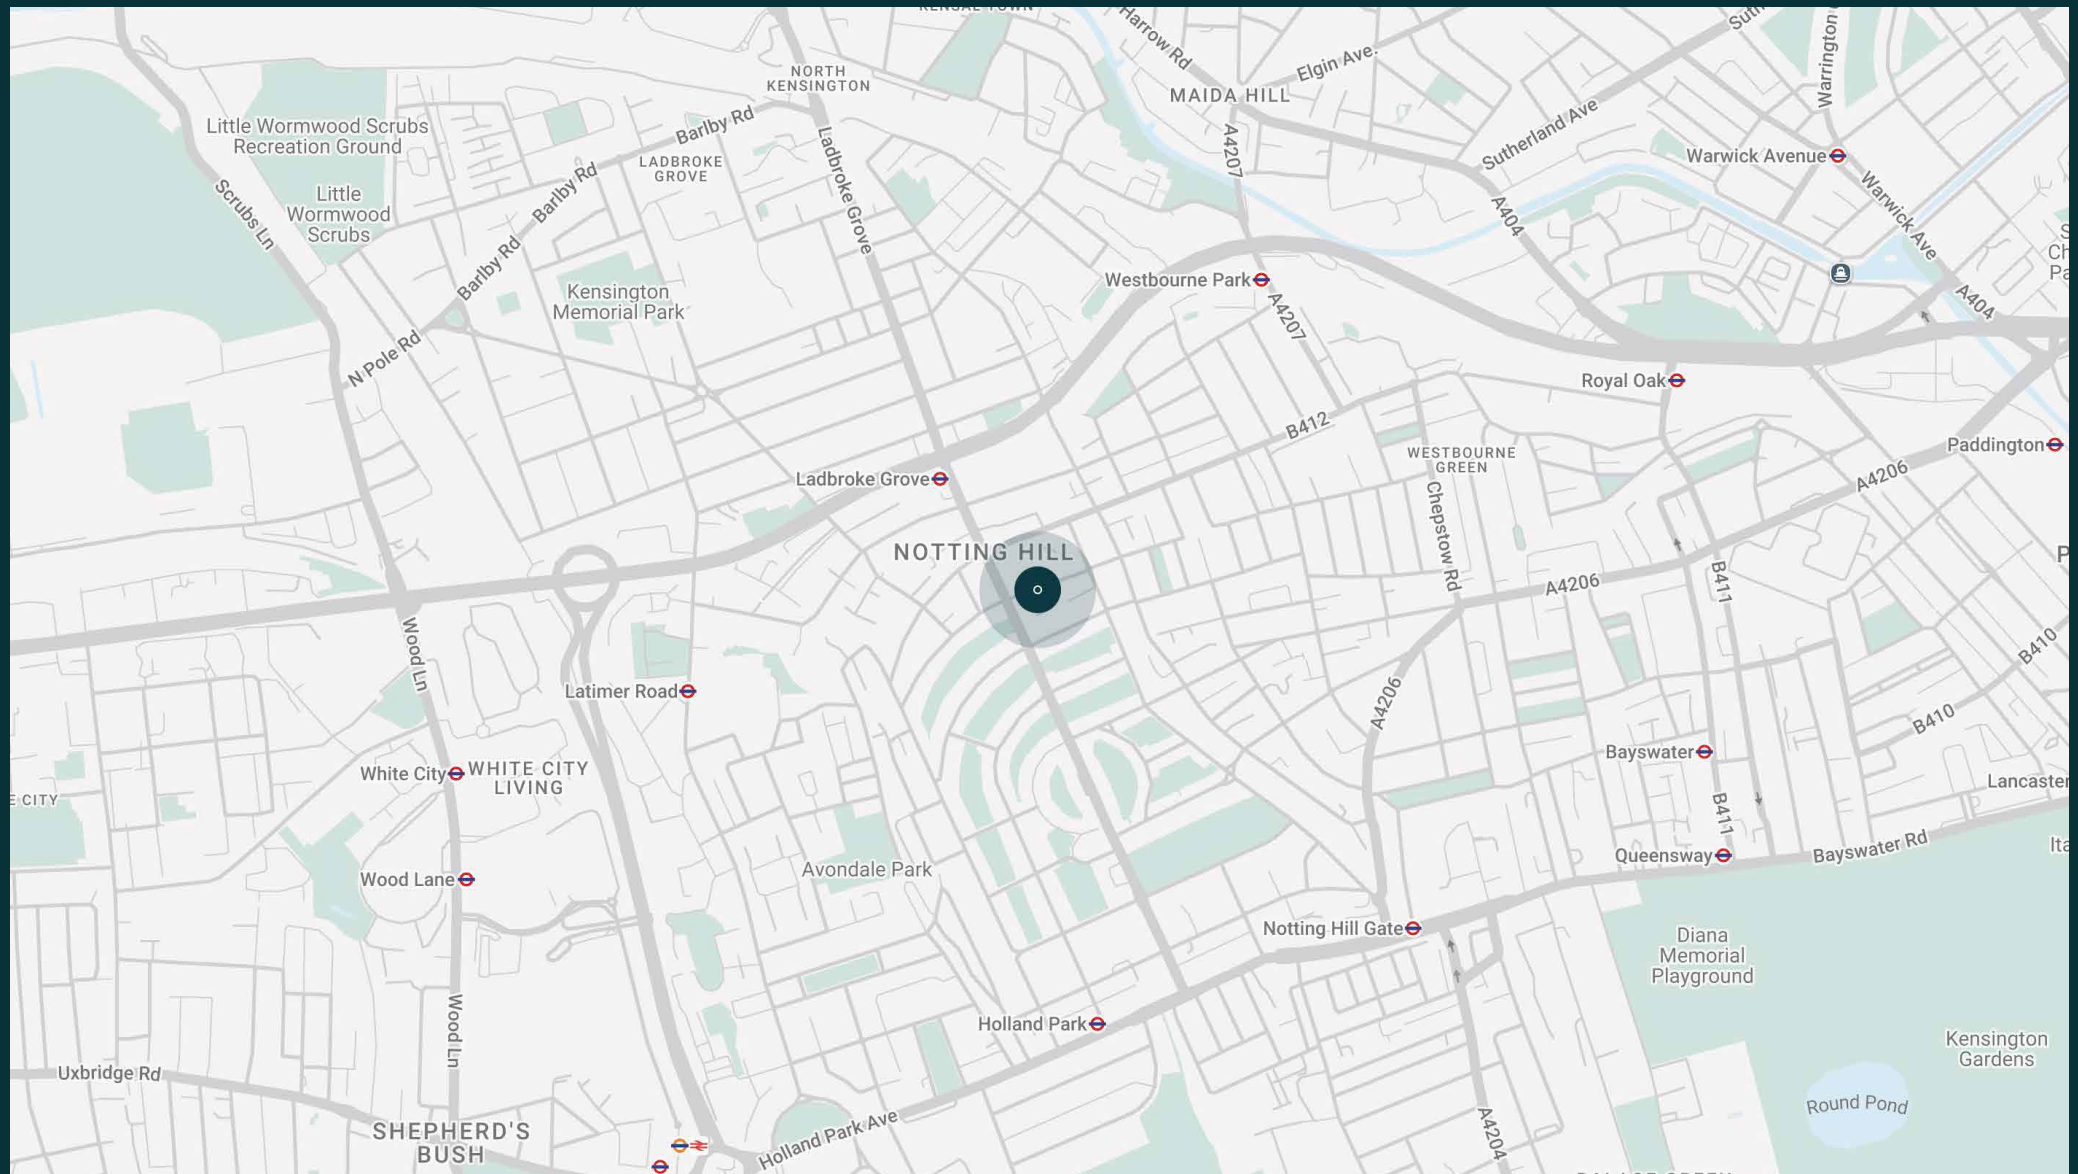 KENSAL TOWN
Harrow Rd
Elgin Ave.
Warrington
NORTH
KENSINGTON
MAIDA HILL
Little Wormwood Scrubs
Recreation Ground
Barlby Rd
Ladbroke Grove
A4207
Sutherland Ave
Warwick Avenue
LADBROKE
GROVE
Little
Wormwood
Scrubs
Scrubs Ln
Barlby Rd
Barlby Rd
A404
Warwick Ave
Kensington
Memorial Park
Westbourne Park
A4207
A404
N Pole Rd
Royal Oak
B412
WESTBOURNE
GREEN
Paddington
Ladbroke Grove
Chepstow Rd
A4206
NOTTING HILL
A4206
B411
Wood Ln
B410
Latimer Road
A4206
B410
White City
WHITE CITY
LIVING
Bayswater
Lancaster
E CITY
B411
Bayswater Rd
Avondale Park
Queensway
Wood Lane
Notting Hill Gate
Diana
Memorial
Playground
Wood Ln
Holland Park
Kensington
Gardens
Uxbridge Rd
Round Pond
SHEPHERD'S
BUSH
Holland Park Ave
A4204